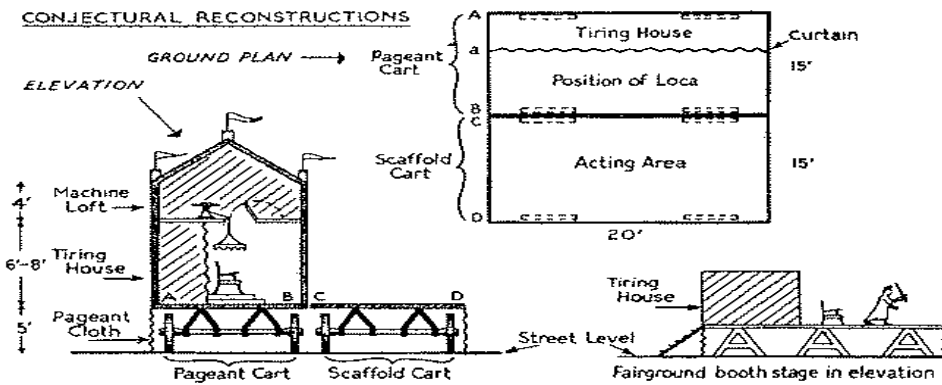 CONJECTURAL RECONSTRUCTIONS
GROUND PLAN
ELEVATION
Pageant
Cart
Scaffold
Cart
A
a
B
C
D
Tiring House
Curtain
15'
Position of Loca
Acting Area
15'
20'
Machine
Loft
4'
Tiring
House
6'-8'
Pageant
Cloth
5'
A B C D
Pageant Cart
Scaffold Cart
Street Level
Tiring
House
Fairground booth stage in elevation